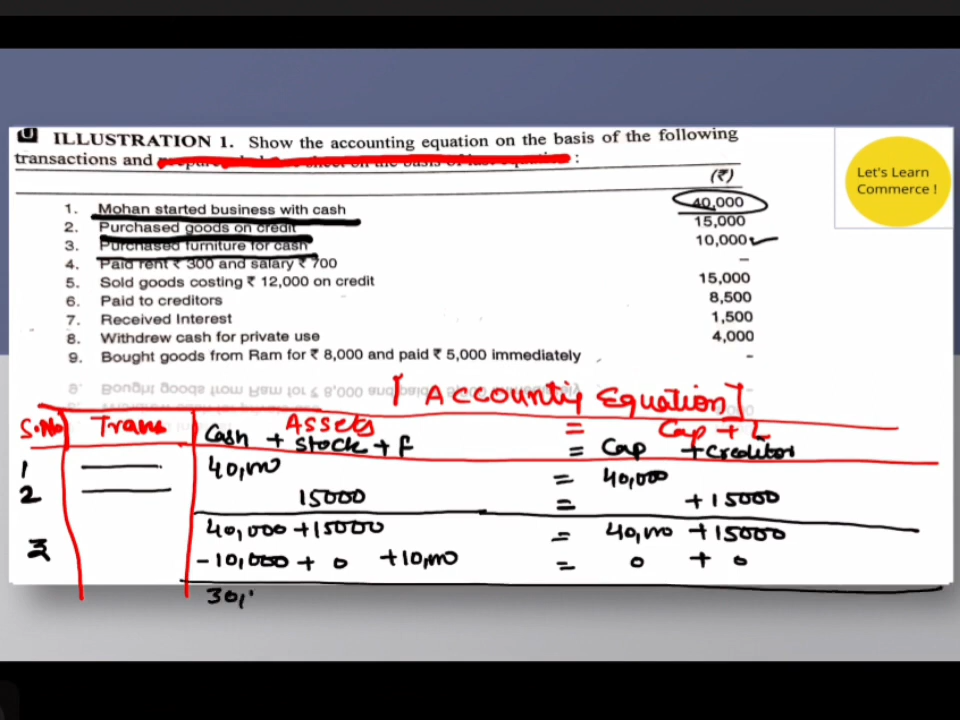 ILLUSTRATION 1. Show the accounting equation on the basis of the following
transactions and :
(₹)
1. Mohan started business with cash 40,000
2. Purchased goods on credit 15,000
3. Purchased furniture for cash 10,000
4. Paid rent ₹ 300 and salary ₹ 700 –
5. Sold goods costing ₹ 12,000 on credit 15,000
6. Paid to creditors 8,500
7. Received Interest 1,500
8. Withdrew cash for private use 4,000
9. Bought goods from Ram for ₹ 8,000 and paid ₹ 5,000 immediately –
Let's Learn
Commerce !
[Accounty Equation]
S.No Trans Assets = Cap + L
Cash + Stock + F = Cap + Creditor
1 40,000 = 40,000
2 15000 = + 15000
40,000 + 15000 = 40,000 + 15000
3 - 10,000 + 0 + 10,000 = 0 + 0
30,